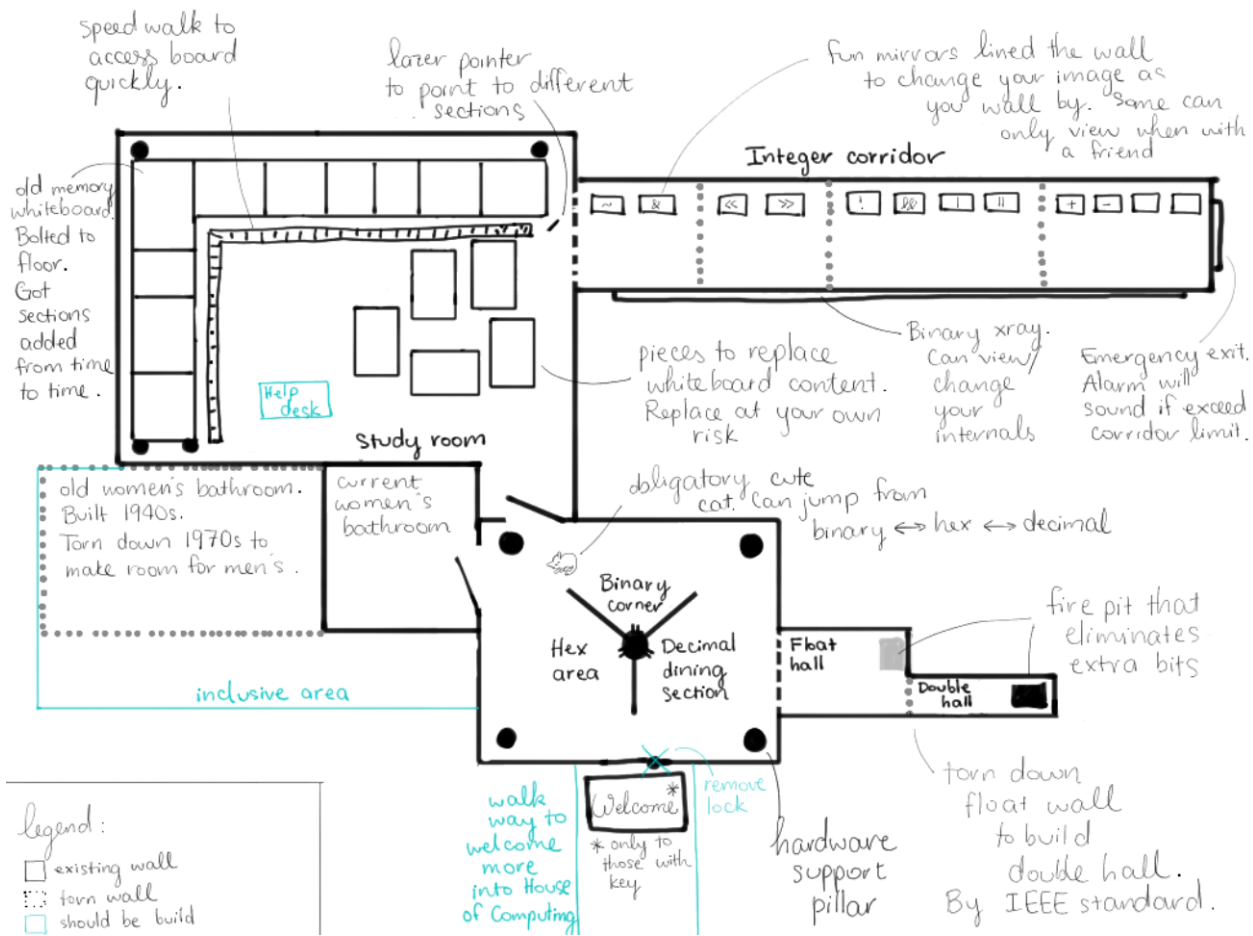 speed walk to
access board
quickly.
lazer pointer
to point to different
sections
fun mirrors lined the wall
to change your image as
you wall by. Some can
only view when with
a friend
Integer corridor
~ & << >> ! && | || + -
old memory
whiteboard.
Bolted to
floor.
Got
sections
added
from time
to time.
Help
desk
Study room
pieces to replace
whiteboard content.
Replace at your own
risk
Binary xray.
Can view/
change
your
internals
Emergency exit.
Alarm will
sound if exceed
corridor limit.
old women's bathroom.
Built 1940s.
Torn down 1970s to
make room for men's.
current
women's
bathroom
obligatory cute
cat. Can jump from
binary ↔ hex ↔ decimal
Binary
corner
Hex
area
Decimal
dining
section
Float
hall
Double
hall
fire pit that
eliminates
extra bits
inclusive area
torn down
float wall
to build
double hall.
By IEEE standard.
walk
way to
welcome
more
into House
of Computing
Welcome*
* only to
those with
key
remove
lock
hardware
support
pillar
legend:
existing wall
torn wall
should be build